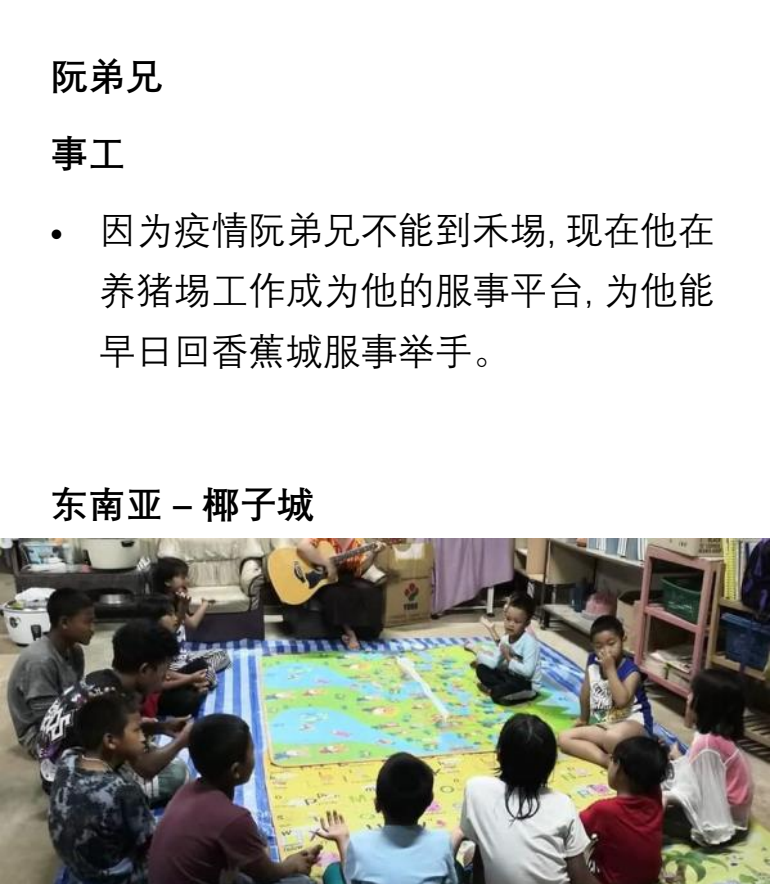 阮弟兄
事工
• 因为疫情阮弟兄不能到禾場, 现在他在
养猪場工作成为他的服事平台, 为他能
早日回香蕉城服事举手。
东南亚 – 椰子城